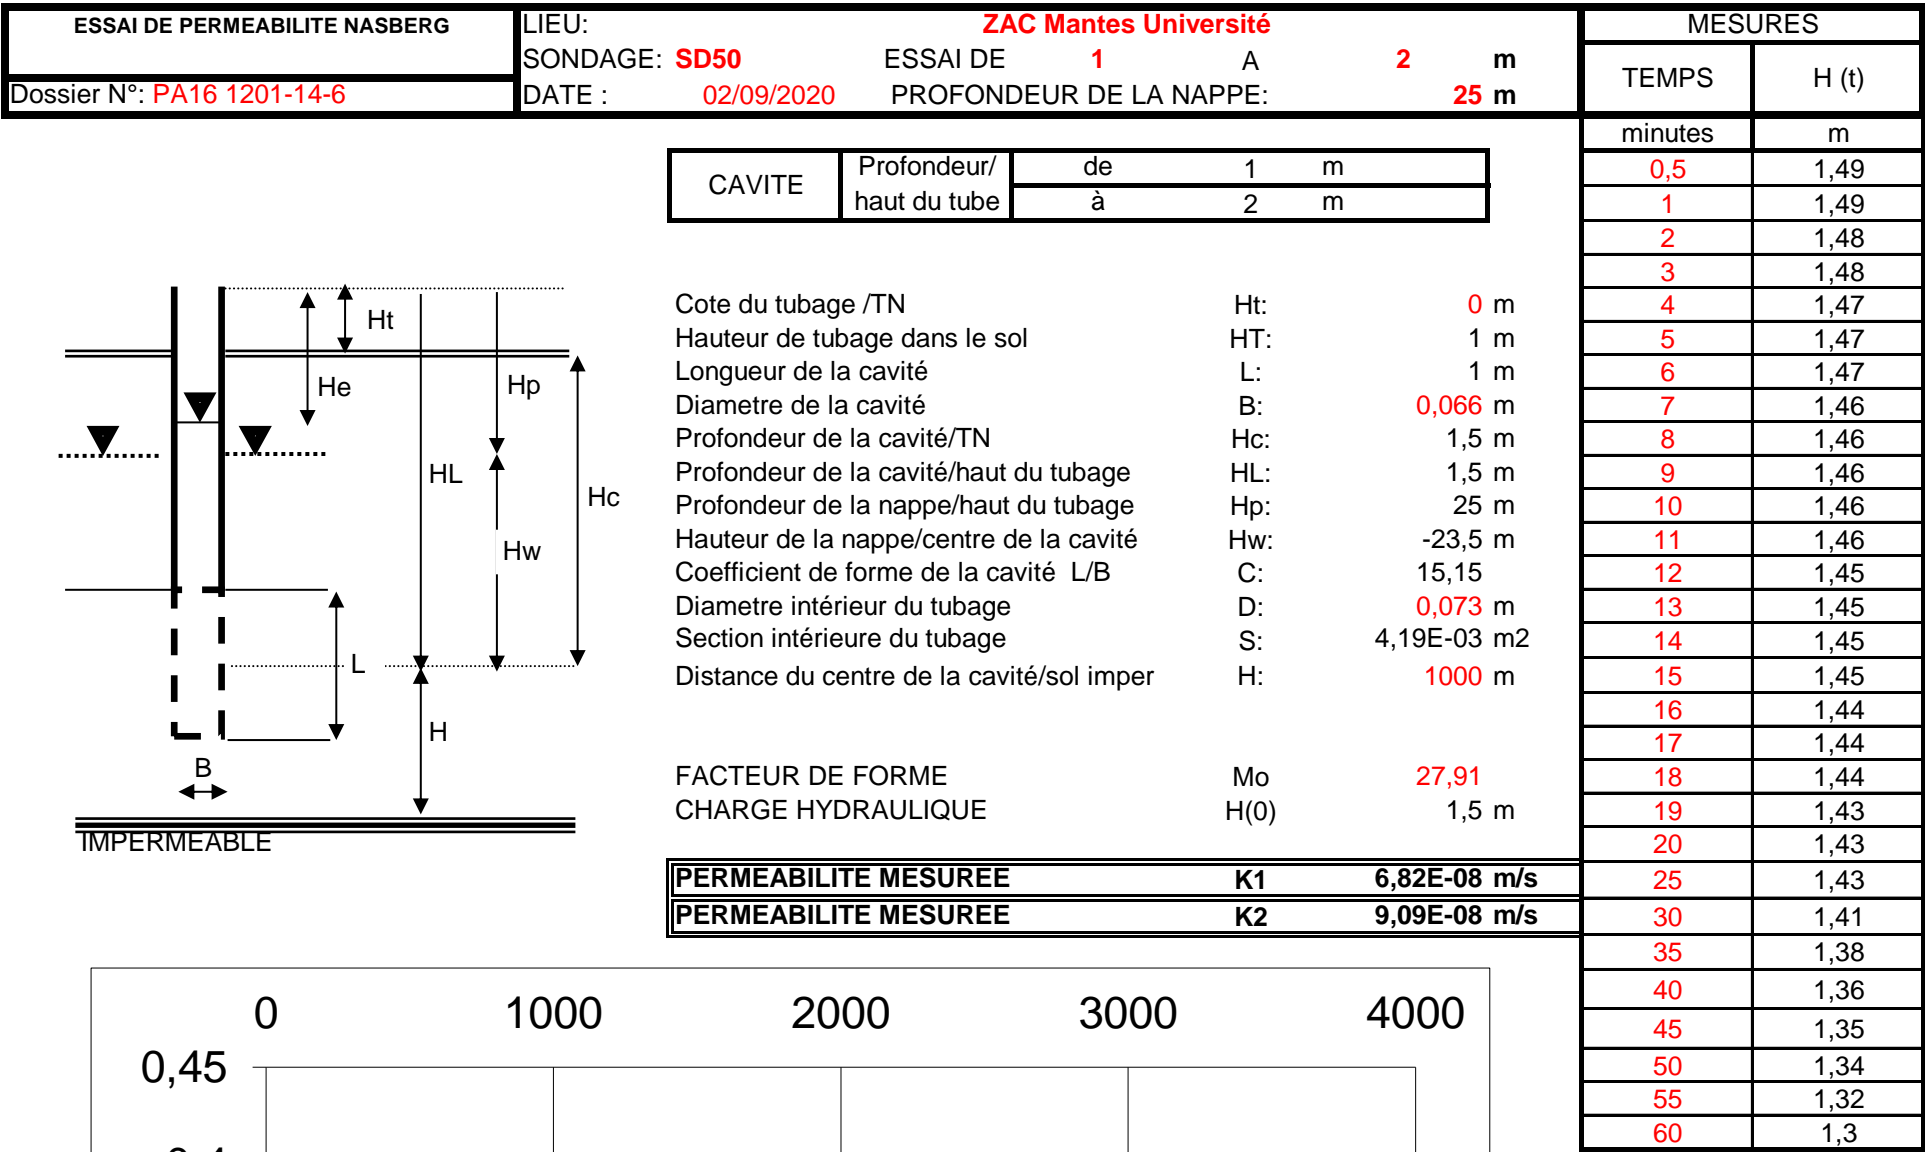 ESSAI DE PERMEABILITE NASBERG
Dossier N°: PA16 1201-14-6
LIEU: ZAC Mantes Université
SONDAGE: SD50 ESSAI DE 1 A 2 m
DATE : 02/09/2020 PROFONDEUR DE LA NAPPE: 25 m
MESURES
TEMPS H (t)
minutes m
0,5 1,49
1 1,49
2 1,48
3 1,48
4 1,47
5 1,47
6 1,47
7 1,46
8 1,46
9 1,46
10 1,46
11 1,46
12 1,45
13 1,45
14 1,45
15 1,45
16 1,44
17 1,44
18 1,44
19 1,43
20 1,43
25 1,43
30 1,41
35 1,38
40 1,36
45 1,35
50 1,34
55 1,32
60 1,3
CAVITE
Profondeur/ de 1 m
haut du tube à 2 m
Ht
He
Hp
HL
Hc
Hw
L
H
B
IMPERMEABLE
Cote du tubage /TN Ht: 0 m
Hauteur de tubage dans le sol HT: 1 m
Longueur de la cavité L: 1 m
Diametre de la cavité B: 0,066 m
Profondeur de la cavité/TN Hc: 1,5 m
Profondeur de la cavité/haut du tubage HL: 1,5 m
Profondeur de la nappe/haut du tubage Hp: 25 m
Hauteur de la nappe/centre de la cavité Hw: -23,5 m
Coefficient de forme de la cavité L/B C: 15,15
Diametre intérieur du tubage D: 0,073 m
Section intérieure du tubage S: 4,19E-03 m2
Distance du centre de la cavité/sol imper H: 1000 m
FACTEUR DE FORME Mo 27,91
CHARGE HYDRAULIQUE H(0) 1,5 m
PERMEABILITE MESUREE K1 6,82E-08 m/s
PERMEABILITE MESUREE K2 9,09E-08 m/s
0 1000 2000 3000 4000
0,45